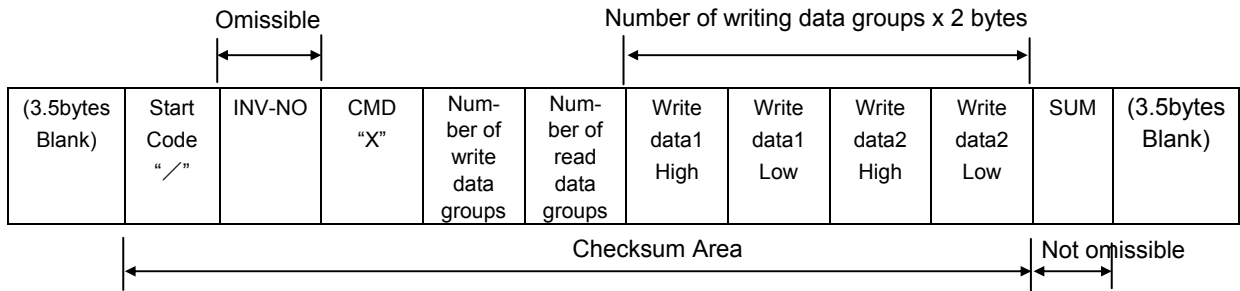 Omissible
Number of writing data groups x 2 bytes
(3.5bytes
Blank)
Start
Code
“／”
INV-NO
CMD
“X”
Num-
ber of
write
data
groups
Num-
ber of
read
data
groups
Write
data1
High
Write
data1
Low
Write
data2
High
Write
data2
Low
SUM
(3.5bytes
Blank)
Checksum Area
Not omissible